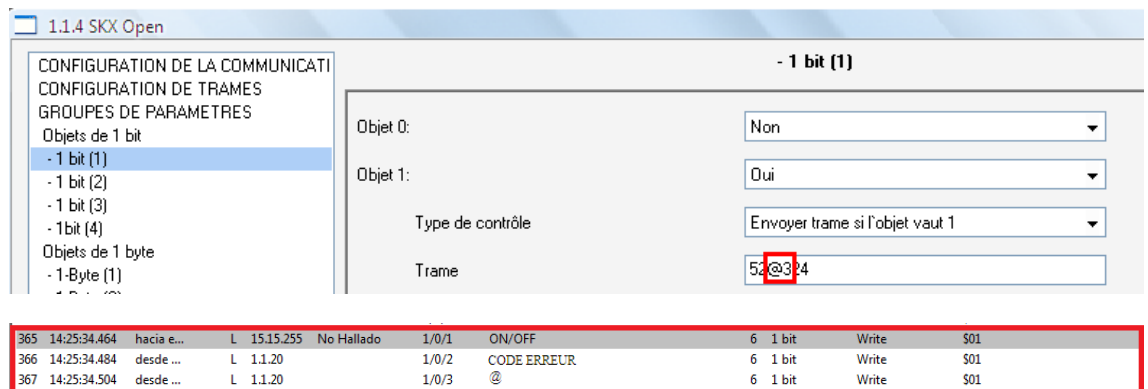 1.1.4 SKX Open
CONFIGURATION DE LA COMMUNICATI
CONFIGURATION DE TRAMES
GROUPES DE PARAMETRES
Objets de 1 bit
- 1 bit (1)
- 1 bit (2)
- 1 bit (3)
- 1bit (4)
Objets de 1 byte
- 1-Byte (1)
- 1 bit (1)
Objet 0: Non
Objet 1: Oui
Type de contrôle Envoyer trame si l`objet vaut 1
Trame 52@324
365 14:25:34.464 hacia e... L 15.15.255 No Hallado 1/0/1 ON/OFF 6 1 bit Write $01
366 14:25:34.484 desde ... L 1.1.20 1/0/2 CODE ERREUR 6 1 bit Write $01
367 14:25:34.504 desde ... L 1.1.20 1/0/3 @ 6 1 bit Write $01